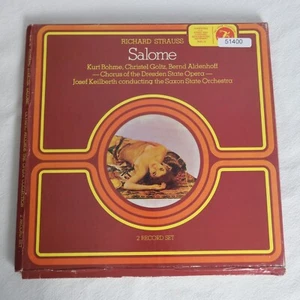 RICHARD STRAUSS
51400
Salome
Kurt Böhme, Christel Goltz, Bernd Aldenhoff
— Chorus of the Dresden State Opera —
Josef Keilberth conducting the Saxon State Orchestra
2 RECORD SET